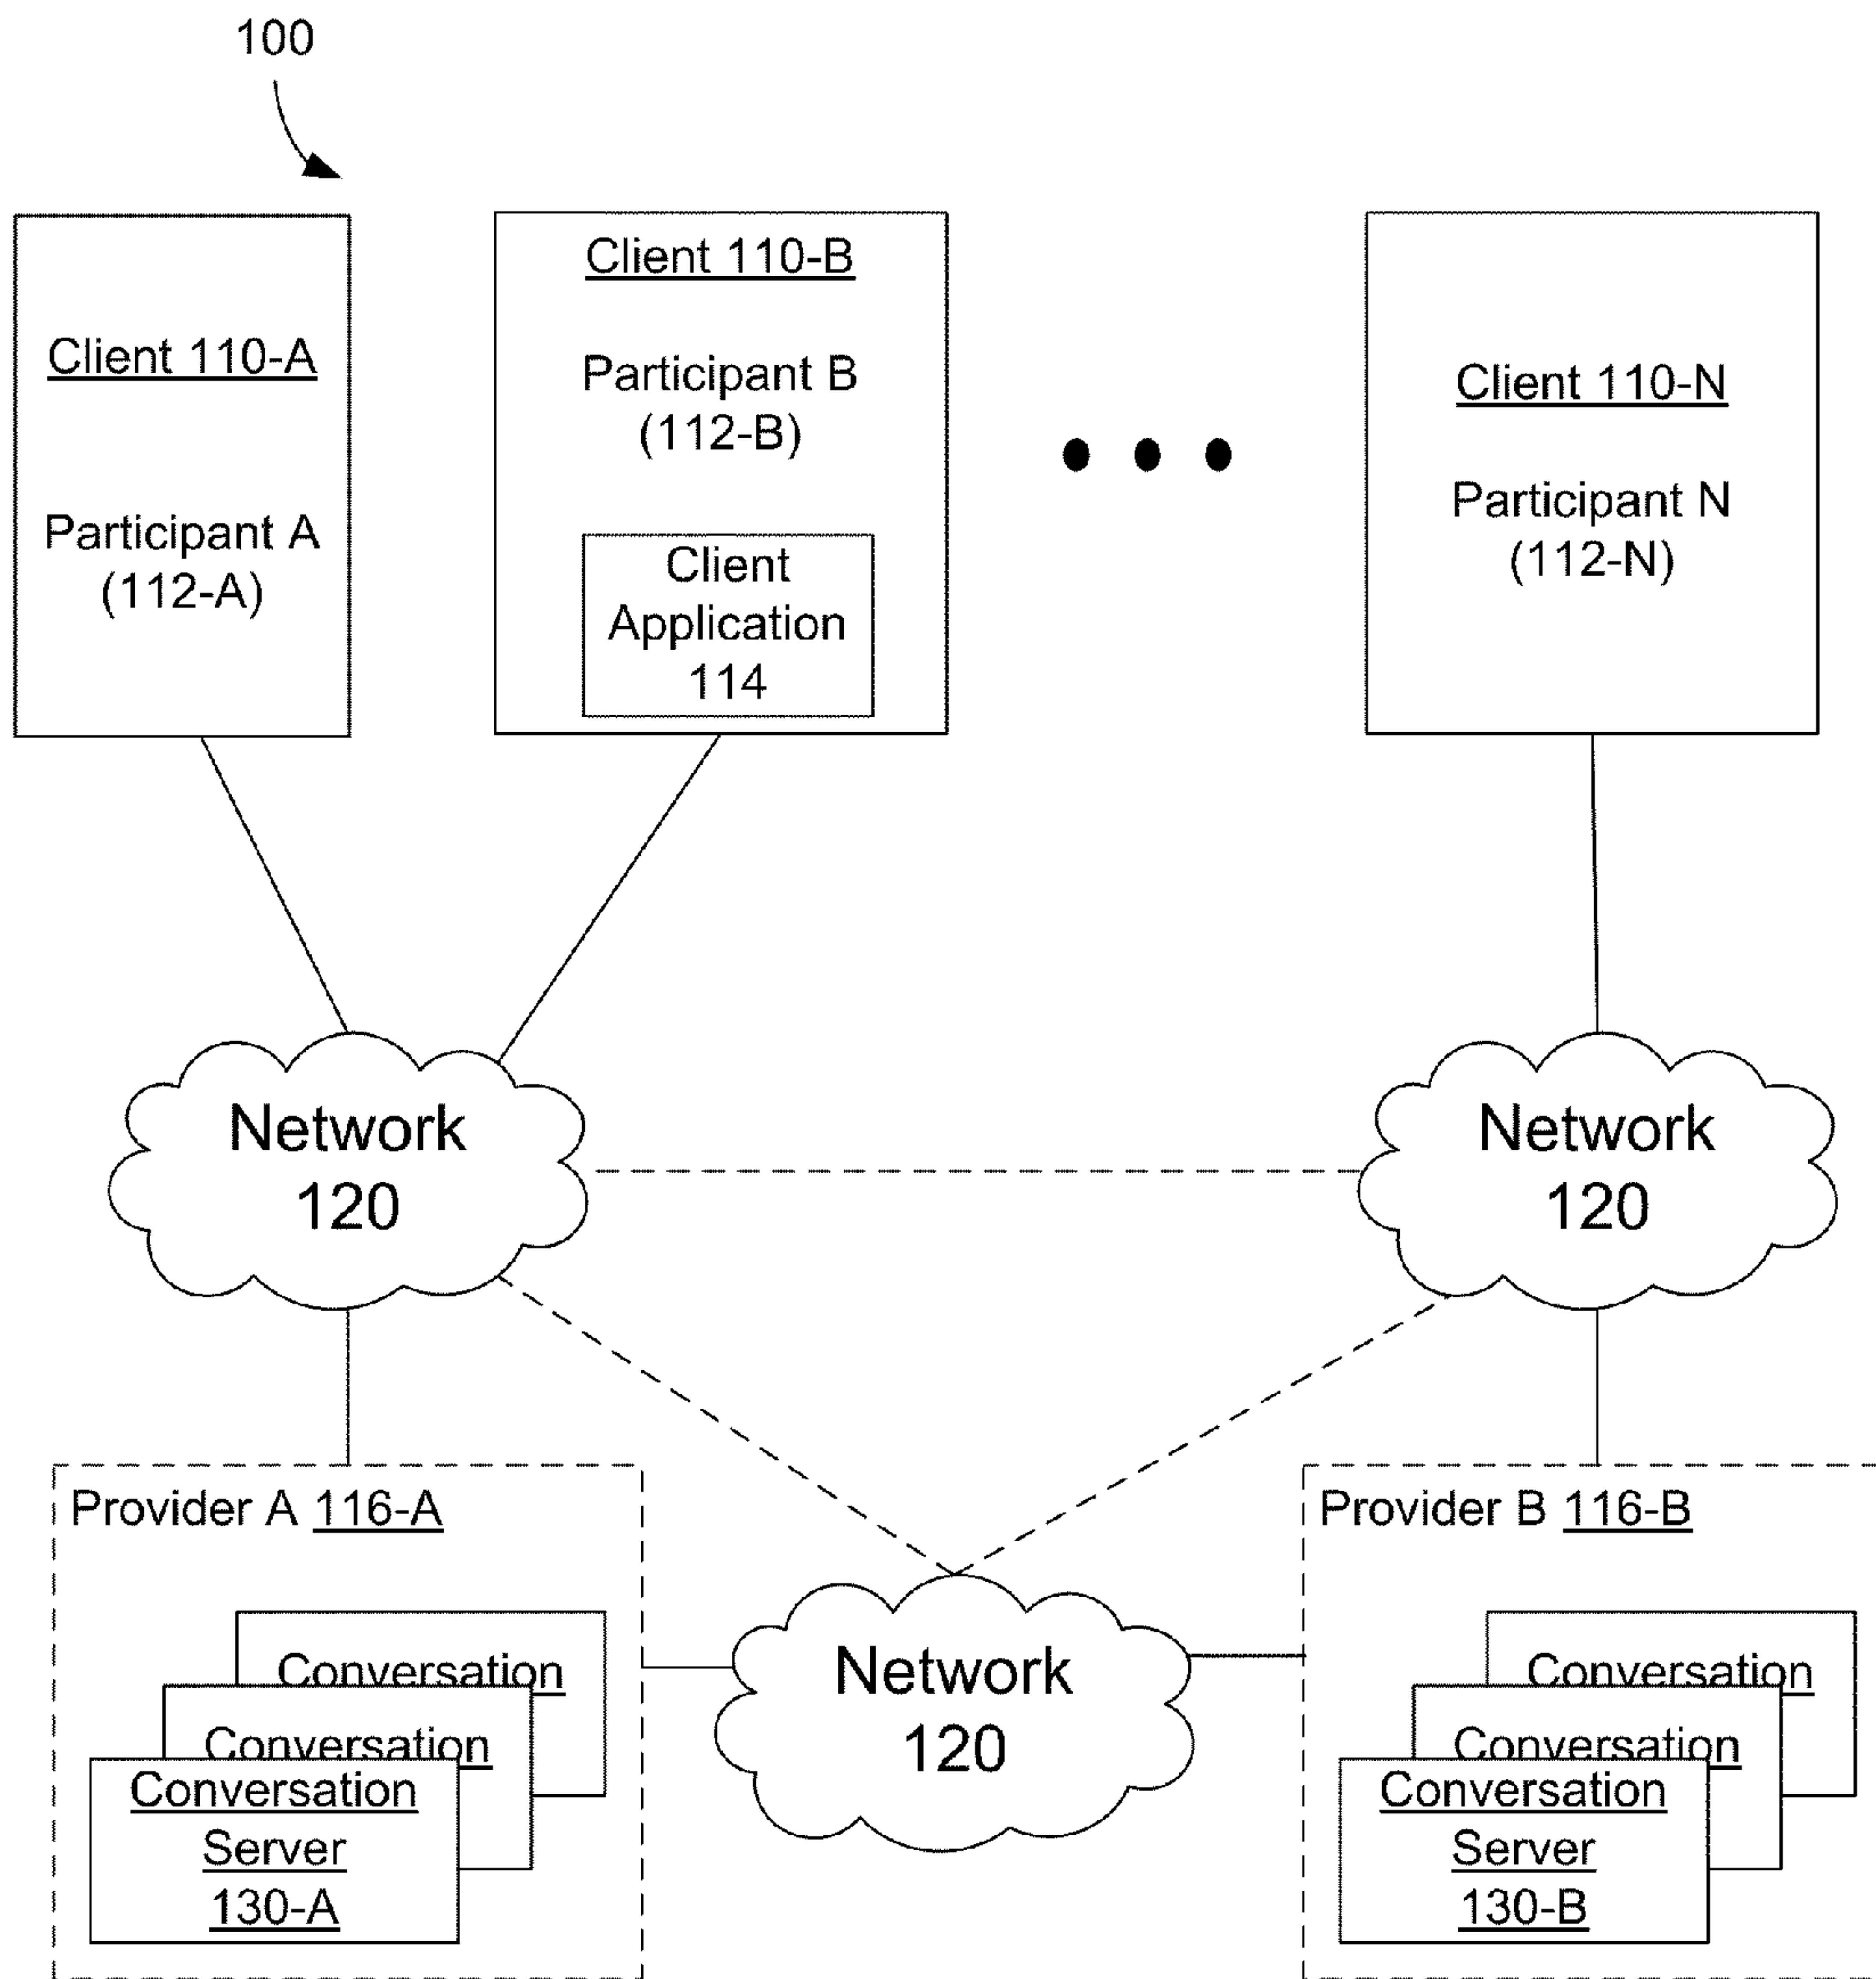 100
Client 110-A
Participant A
(112-A)
Client 110-B
Participant B
(112-B)
Client
Application
114
Client 110-N
Participant N
(112-N)
Network
120
Network
120
Provider A 116-A
Conversation
Conversation
Conversation
Server
130-A
Network
120
Provider B 116-B
Conversation
Conversation
Conversation
Server
130-B